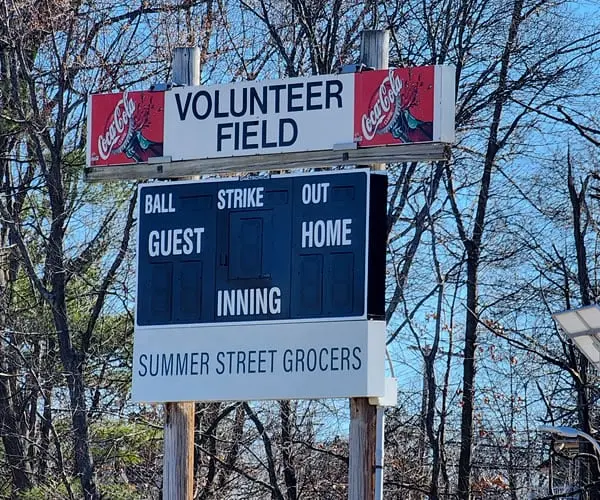 Coca-Cola
VOLUNTEER
FIELD
Coca-Cola
BALL STRIKE OUT
GUEST HOME
INNING
SUMMER STREET GROCERS